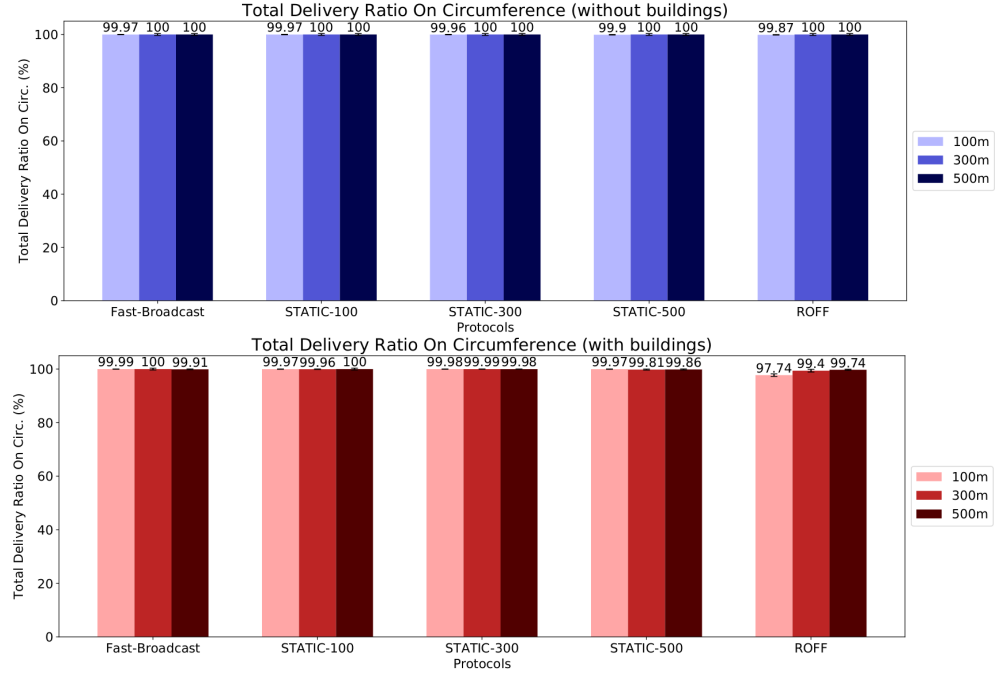 Total Delivery Ratio On Circumference (without buildings)
99.97 100 100 99.97 100 100 99.96 100 100 99.9 100 100 99.87 100 100
Total Delivery Ratio On Circ. (%)
100
80
60
40
20
0
100m
300m
500m
Fast-Broadcast STATIC-100 STATIC-300 STATIC-500 ROFF
Protocols
Total Delivery Ratio On Circumference (with buildings)
99.99 100 99.91 99.97 99.96 100 99.98 99.99 99.98 99.97 99.81 99.86 97.74 99.4 99.74
Total Delivery Ratio On Circ. (%)
100
80
60
40
20
0
100m
300m
500m
Fast-Broadcast STATIC-100 STATIC-300 STATIC-500 ROFF
Protocols